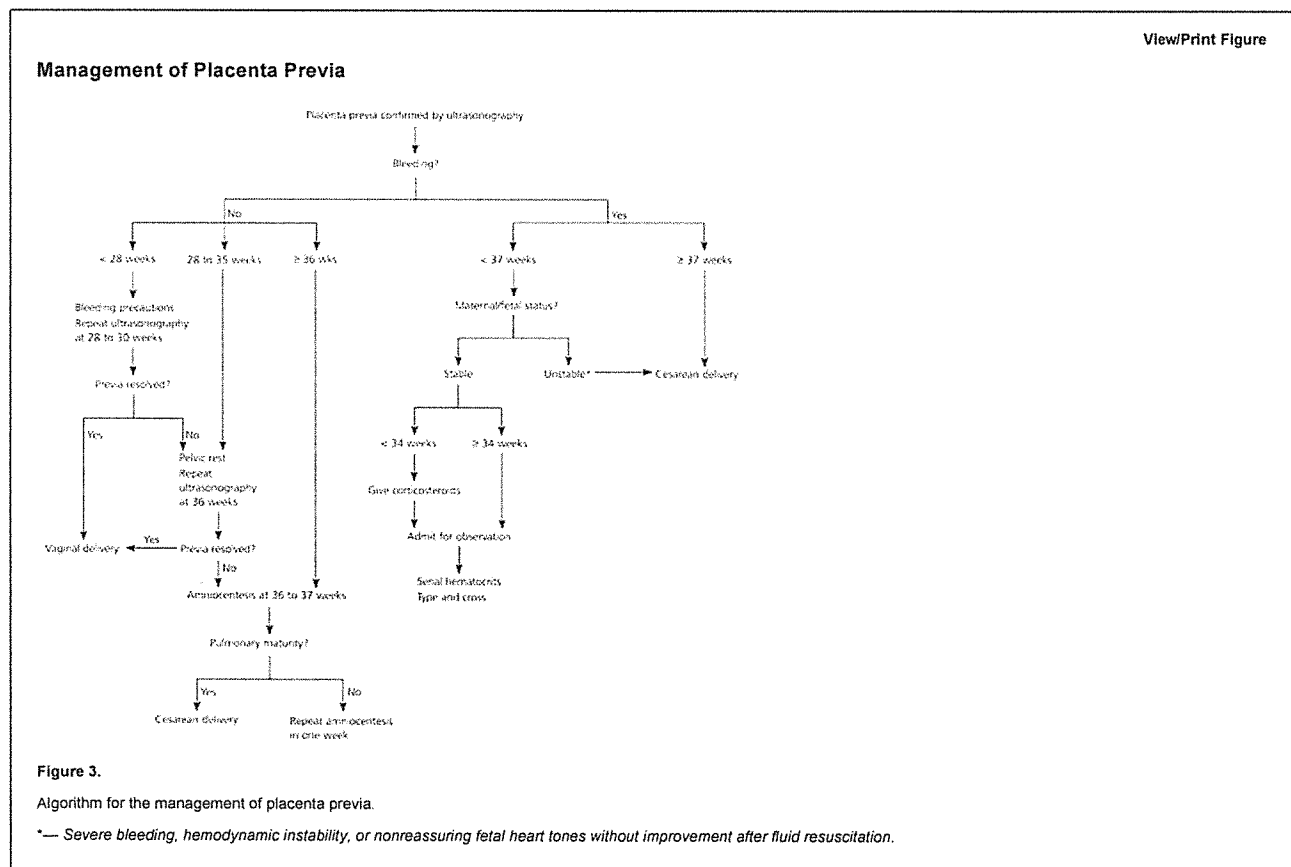 View/Print Figure
Management of Placenta Previa
Placenta previa confirmed by ultrasonography
Bleeding?
No
Yes
< 28 weeks
28 to 35 weeks
≥ 36 wks
< 37 weeks
≥ 37 weeks
Bleeding precautions
Repeat ultrasonography
at 28 to 30 weeks
Maternal/fetal status?
Previa resolved?
Stable
Unstable*
Cesarean delivery
Yes
No
< 34 weeks
≥ 34 weeks
Pelvic rest
Repeat
ultrasonography
at 36 weeks
Give corticosteroids
Admit for observation
Vaginal delivery
Yes
Previa resolved?
No
Serial hematocrits
Type and cross
Amniocentesis at 36 to 37 weeks
Pulmonary maturity?
Yes
No
Cesarean delivery
Repeat amniocentesis
in one week
Figure 3.
Algorithm for the management of placenta previa.
*— Severe bleeding, hemodynamic instability, or nonreassuring fetal heart tones without improvement after fluid resuscitation.